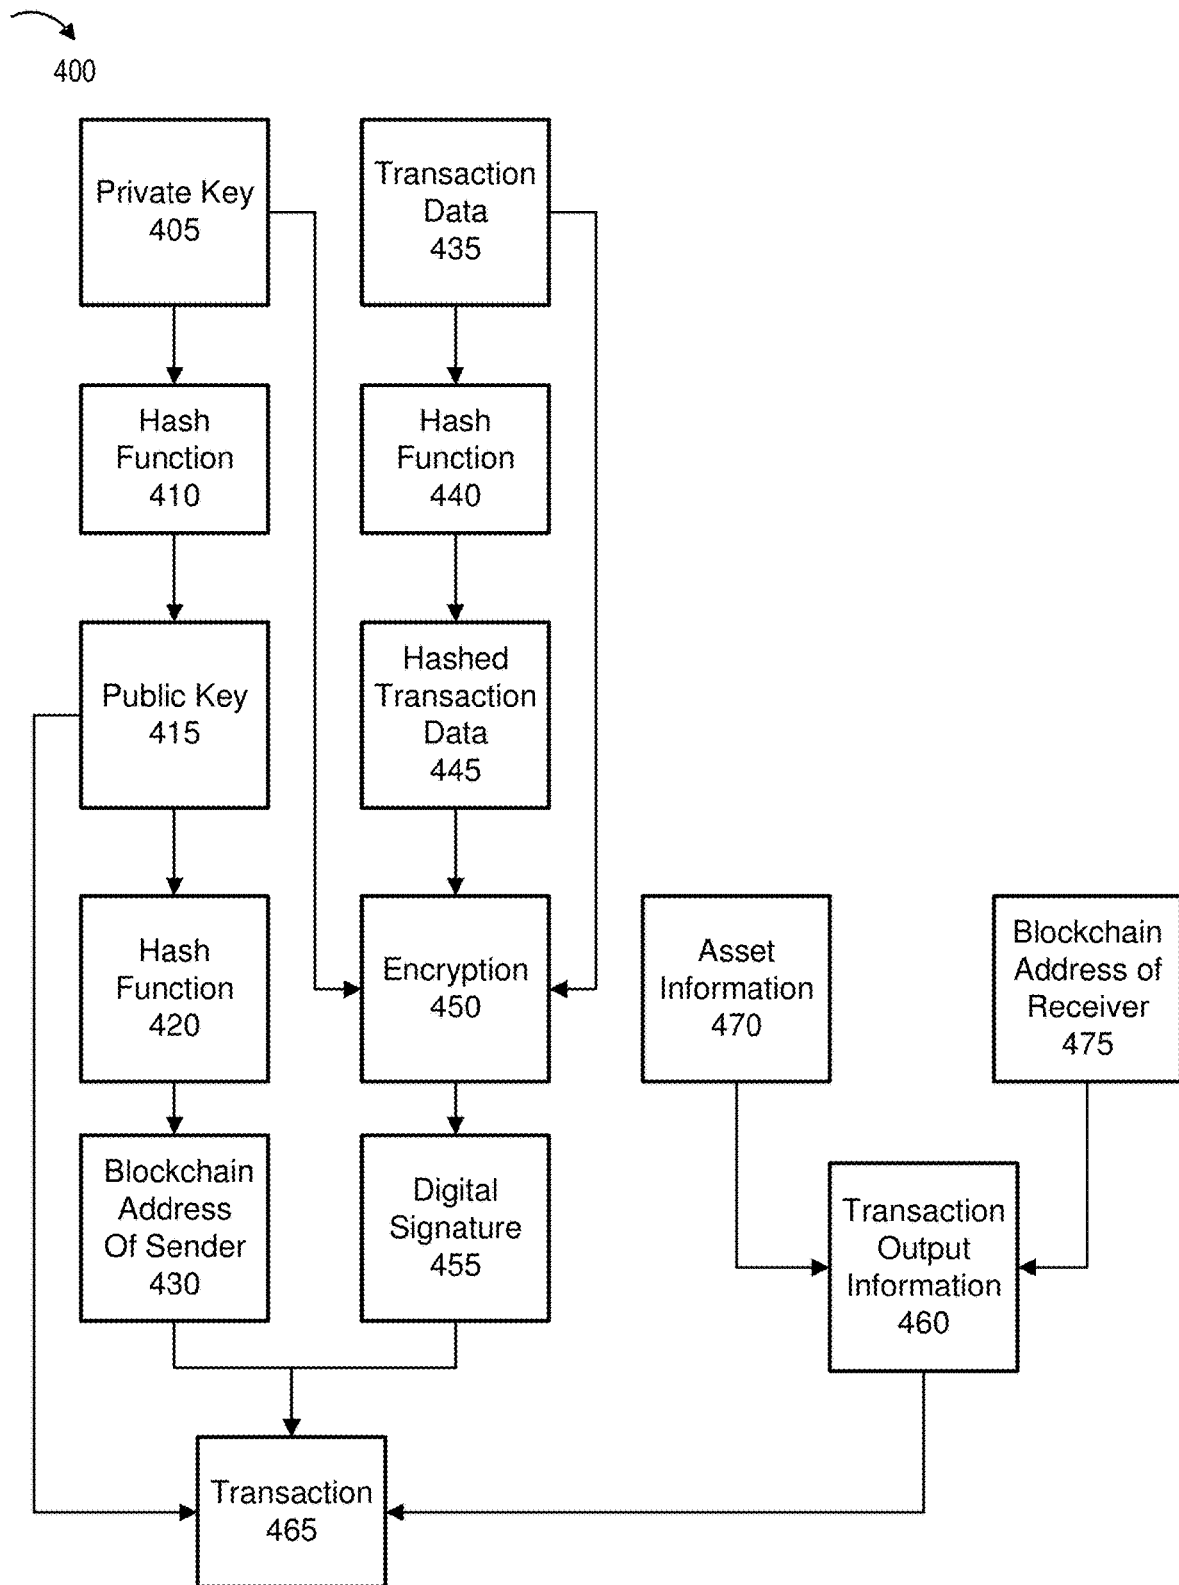 400
Private Key
405
Transaction
Data
435
Hash
Function
410
Hash
Function
440
Public Key
415
Hashed
Transaction
Data
445
Hash
Function
420
Encryption
450
Asset
Information
470
Blockchain
Address of
Receiver
475
Blockchain
Address
Of Sender
430
Digital
Signature
455
Transaction
Output
Information
460
Transaction
465